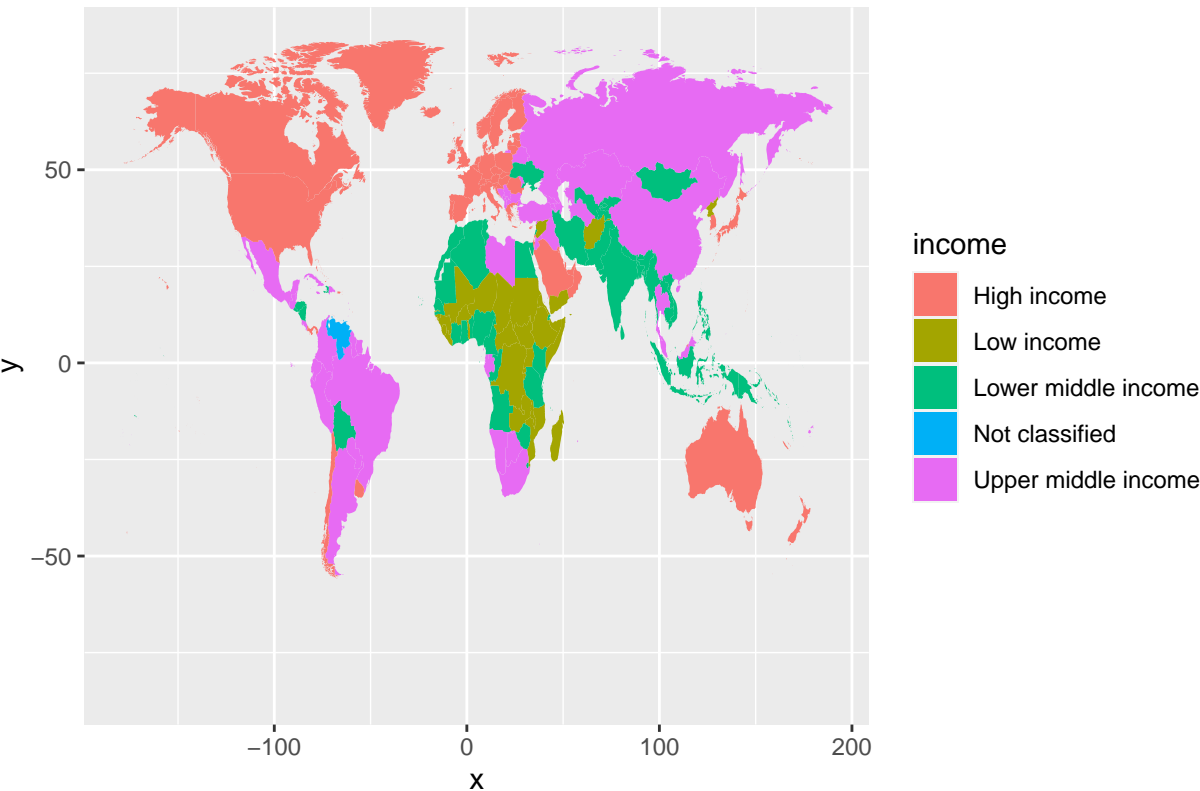 50
0
−50
y
−100
0
100
200
x
income
High income
Low income
Lower middle income
Not classified
Upper middle income